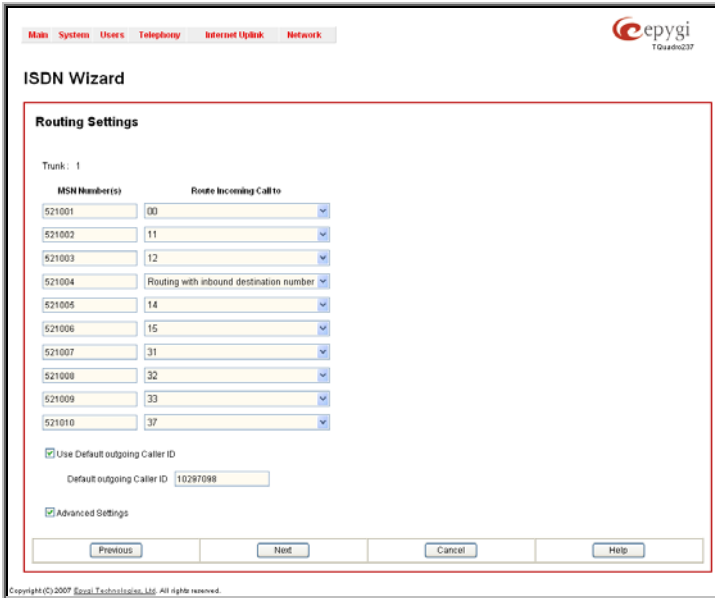 Main System Users Telephony Internet Uplink Network
epygi
TQuadro237
ISDN Wizard
Routing Settings
Trunk: 1
MSN Number(s) Route Incoming Call to
521001 00
521002 11
521003 12
521004 Routing with inbound destination number
521005 14
521006 15
521007 31
521008 32
521009 33
521010 37
Use Default outgoing Caller ID
Default outgoing Caller ID 10297098
Advanced Settings
Previous Next Cancel Help
Copyright (C) 2007 Epygi Technologies, Ltd. All rights reserved.